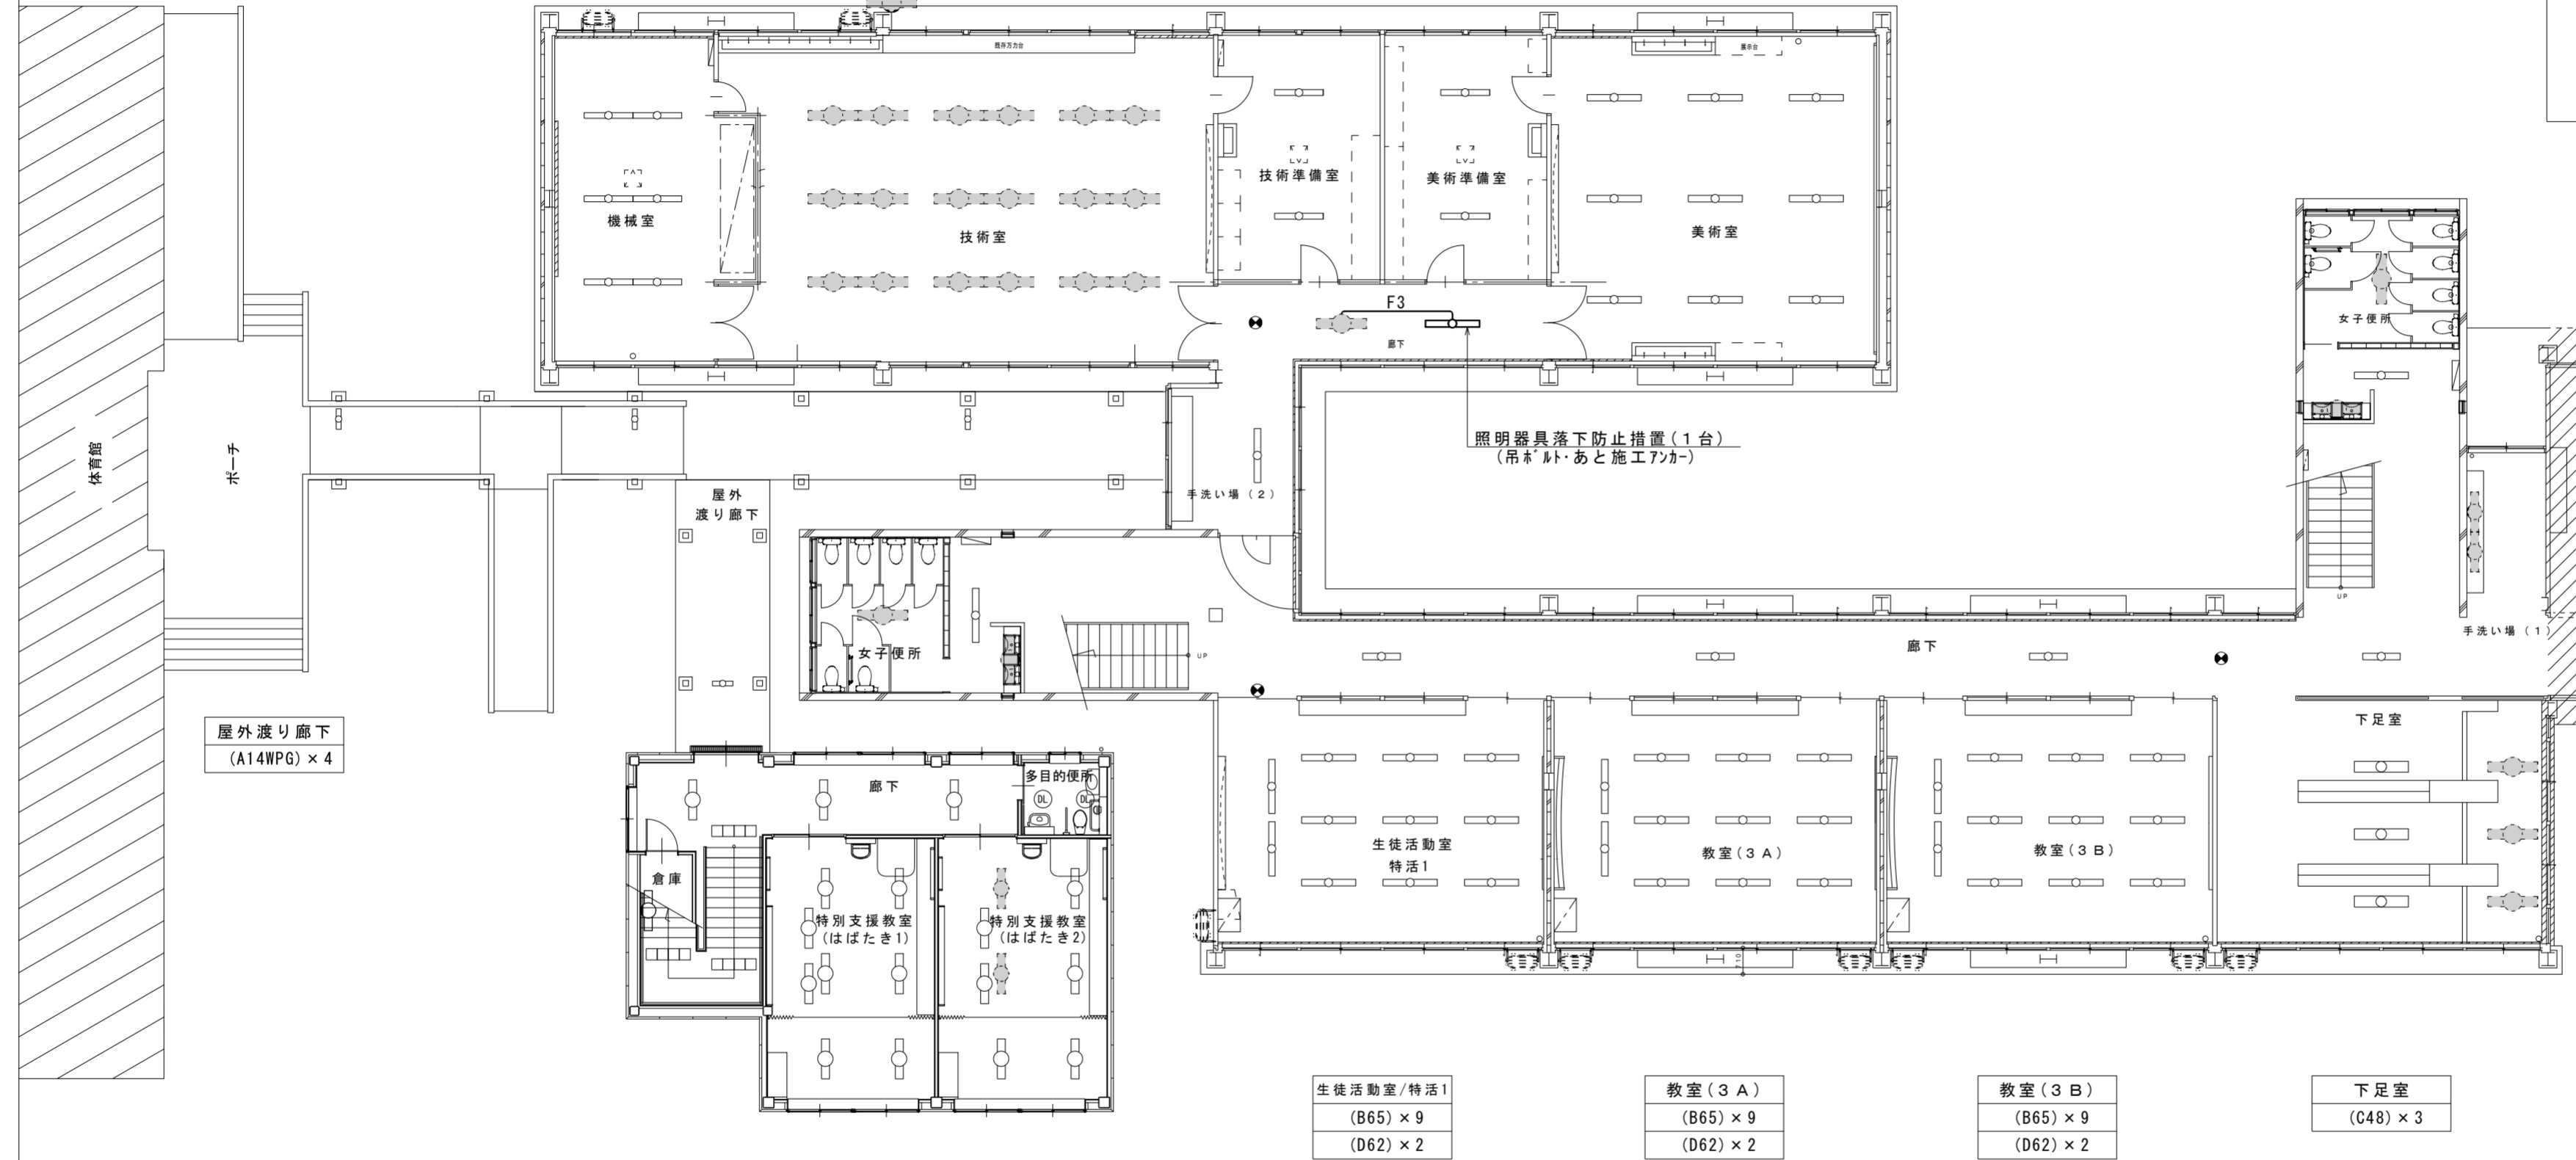 既存万力台
展示台
技術準備室
美術準備室
機械室
技術室
美術室
F3
廊下
女子便所
照明器具落下防止措置(1台)
(吊ボルト・あと施工アンカー)
体育館
ポーチ
屋外
渡り廊下
手洗い場(2)
UP
手洗い場(1)
廊下
女子便所
UP
屋外渡り廊下
(A14WPG)×4
下足室
廊下
多目的便所
DL
DL
生徒活動室
特活1
教室(3A)
教室(3B)
倉庫
特別支援教室
(はばたき1)
特別支援教室
(はばたき2)
710
生徒活動室/特活1
(B65)×9
(D62)×2
教室(3A)
(B65)×9
(D62)×2
教室(3B)
(B65)×9
(D62)×2
下足室
(C48)×3